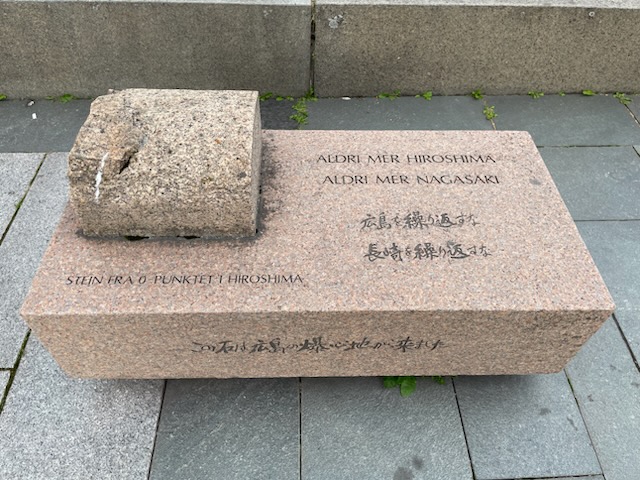 ALDRI MER HIROSHIMA
ALDRI MER NAGASAKI
広島を繰り返すな
長崎を繰り返すな
STEIN FRA 0-PUNKTET I HIROSHIMA
この石は広島の爆心地から来れた